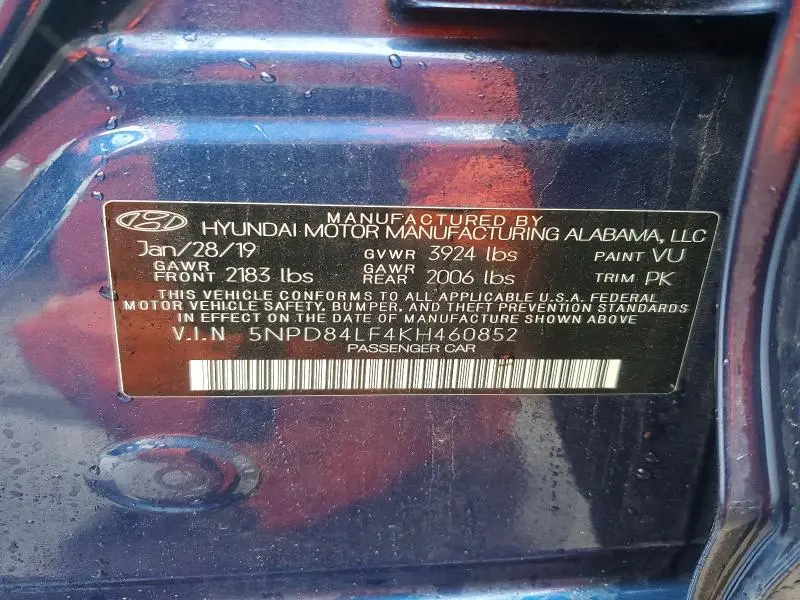 MANUFACTURED BY
HYUNDAI MOTOR MANUFACTURING ALABAMA, LLC
Jan/28/19 GVWR 3924 lbs PAINT VU
GAWR FRONT 2183 lbs GAWR REAR 2006 lbs TRIM PK
THIS VEHICLE CONFORMS TO ALL APPLICABLE U.S.A. FEDERAL
MOTOR VEHICLE SAFETY, BUMPER, AND THEFT PREVENTION STANDARDS
IN EFFECT ON THE DATE OF MANUFACTURE SHOWN ABOVE.
V.I.N 5NPD84LF4KH460852
PASSENGER CAR